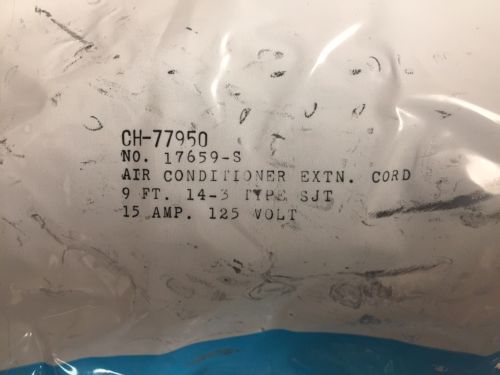 CH-77950
NO. 17659-S
AIR CONDITIONER EXTN. CORD
9 FT. 14-3 TYPE SJT
15 AMP. 125 VOLT